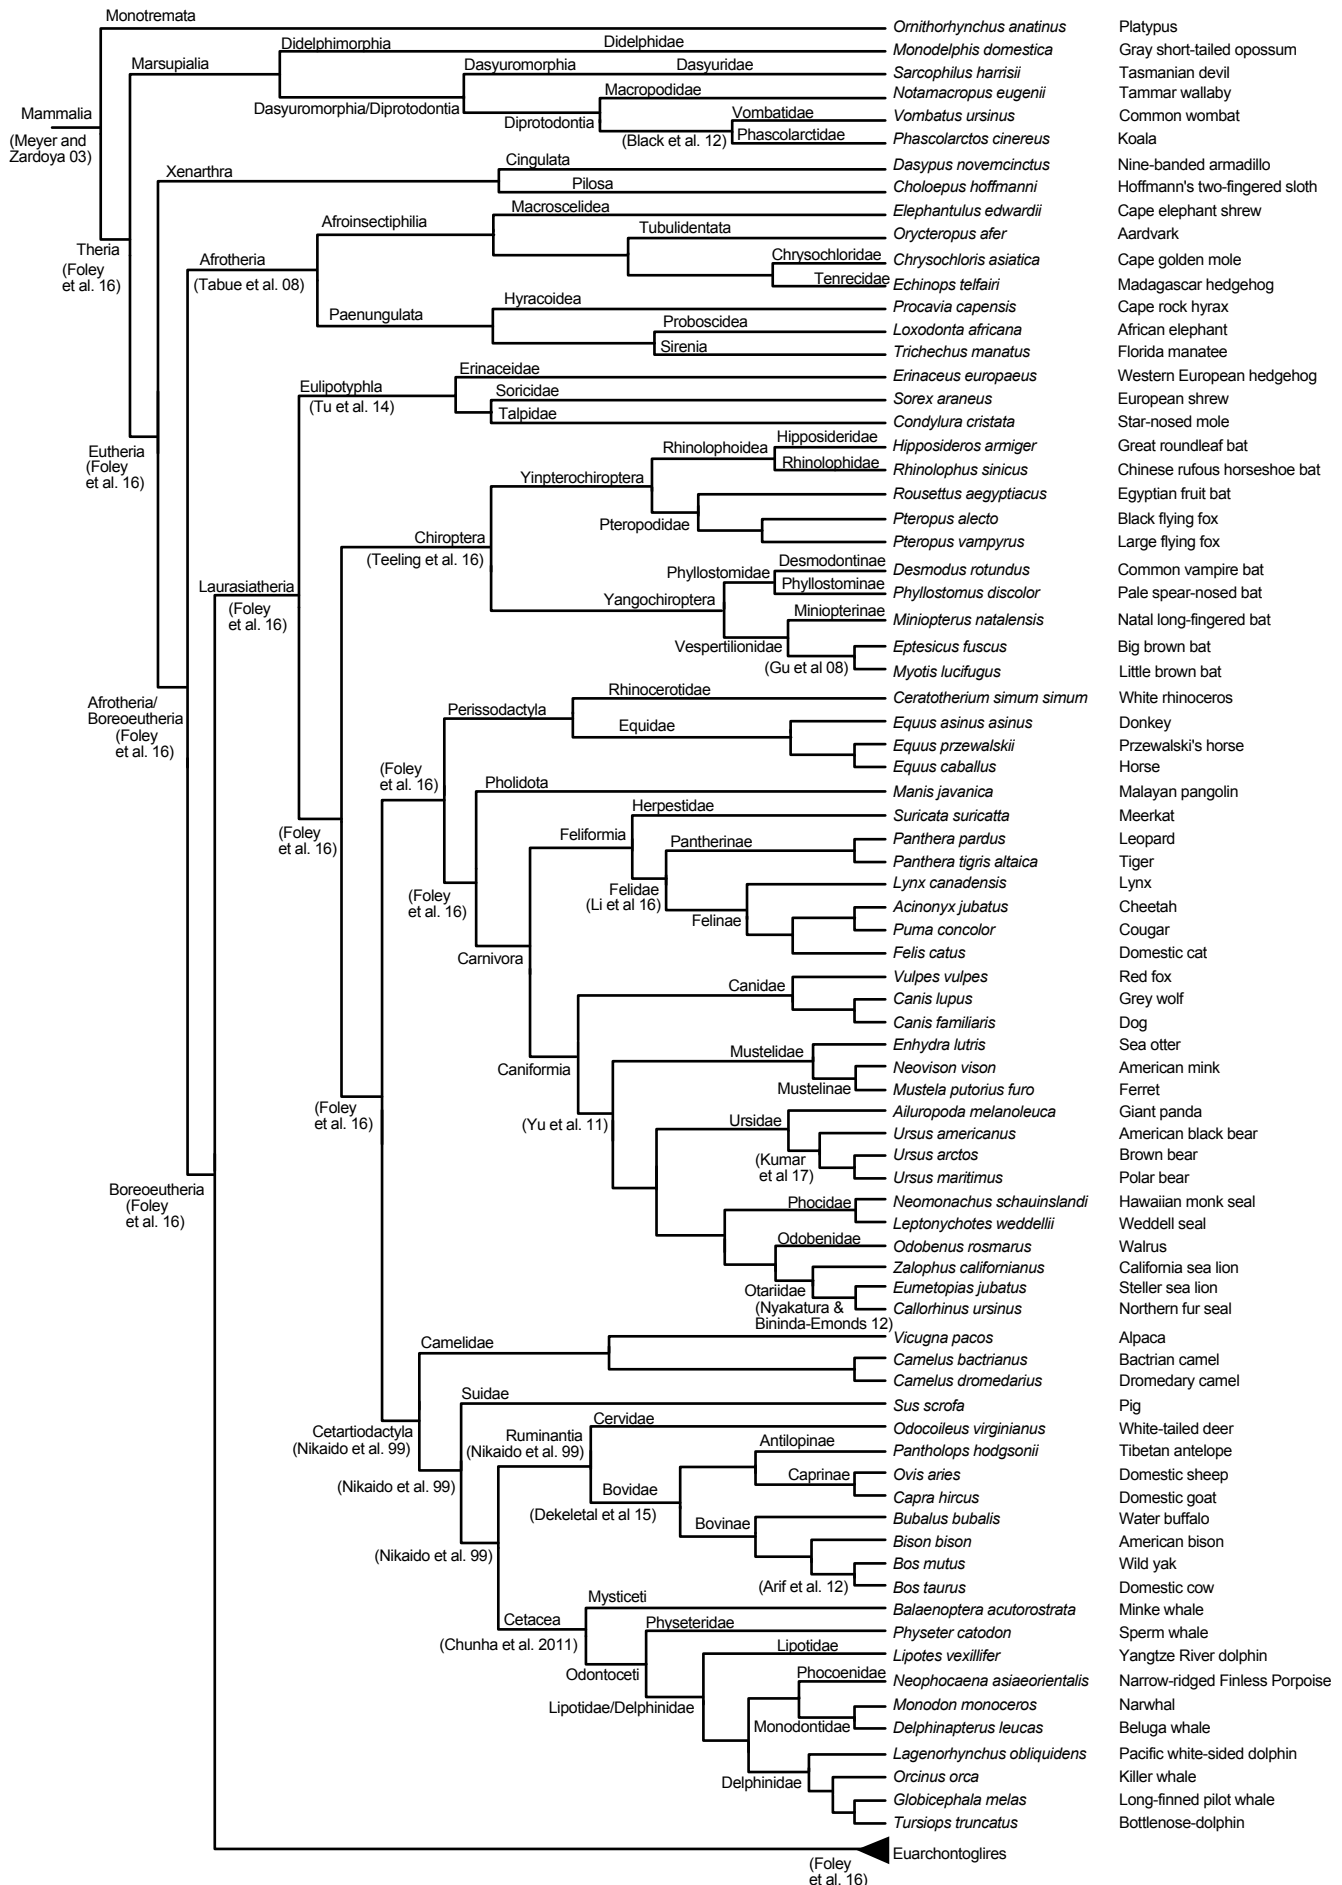 Monotremata
Ornithorhynchus anatinus Platypus
Didelphimorphia Didelphidae
Monodelphis domestica Gray short-tailed opossum
Marsupialia
Dasyuromorphia Dasyuridae
Sarcophilus harrisii Tasmanian devil
Macropodidae
Notamacropus eugenii Tammar wallaby
Dasyuromorphia/Diprotodontia
Mammalia
Vombatidae
Vombatus ursinus Common wombat
Diprotodontia
(Meyer and
Zardoya 03)
(Black et al. 12)
Phascolarctidae
Phascolarctos cinereus Koala
Cingulata
Dasypus novemcinctus Nine-banded armadillo
Xenarthra
Pilosa
Choloepus hoffmanni Hoffmann's two-fingered sloth
Macroscelidea
Elephantulus edwardii Cape elephant shrew
Afroinsectiphilia
Tubulidentata
Orycteropus afer Aardvark
Theria
(Foley
et al. 16)
Afrotheria
(Tabue et al. 08)
Chrysochloridae
Chrysochloris asiatica Cape golden mole
Tenrecidae
Echinops telfairi Madagascar hedgehog
Hyracoidea
Procavia capensis Cape rock hyrax
Paenungulata
Proboscidea
Loxodonta africana African elephant
Sirenia
Trichechus manatus Florida manatee
Erinaceidae
Erinaceus europaeus Western European hedgehog
Eulipotyphla
(Tu et al. 14)
Soricidae
Sorex araneus European shrew
Talpidae
Condylura cristata Star-nosed mole
Eutheria
(Foley
et al. 16)
Hipposideridae
Hipposideros armiger Great roundleaf bat
Rhinolophoidea
Rhinolophidae
Rhinolophus sinicus Chinese rufous horseshoe bat
Yinpterochiroptera
Rousettus aegyptiacus Egyptian fruit bat
Pteropodidae
Pteropus alecto Black flying fox
Pteropus vampyrus Large flying fox
Chiroptera
(Teeling et al. 16)
Desmodontinae
Desmodus rotundus Common vampire bat
Phyllostomidae
Phyllostominae
Phyllostomus discolor Pale spear-nosed bat
Laurasiatheria
(Foley
et al. 16)
Yangochiroptera
Miniopterinae
Miniopterus natalensis Natal long-fingered bat
Vespertilionidae
Eptesicus fuscus Big brown bat
(Gu et al 08)
Myotis lucifugus Little brown bat
Afrotheria/
Boreoeutheria
(Foley
et al. 16)
Rhinocerotidae
Ceratotherium simum simum White rhinoceros
Perissodactyla
Equidae
Equus asinus asinus Donkey
Equus przewalskii Przewalski's horse
Equus caballus Horse
(Foley
et al. 16)
Pholidota
Manis javanica Malayan pangolin
Herpestidae
Suricata suricatta Meerkat
(Foley
et al. 16)
Feliformia
Pantherinae
Panthera pardus Leopard
Panthera tigris altaica Tiger
(Foley
et al. 16)
Felidae
(Li et al 16)
Lynx canadensis Lynx
Acinonyx jubatus Cheetah
Felinae
Puma concolor Cougar
Felis catus Domestic cat
Carnivora
Canidae
Vulpes vulpes Red fox
Canis lupus Grey wolf
Canis familiaris Dog
Caniformia
Mustelidae
Enhydra lutris Sea otter
Neovison vison American mink
Mustelinae
Mustela putorius furo Ferret
(Foley
et al. 16)
(Yu et al. 11)
Ursidae
Ailuropoda melanoleuca Giant panda
Ursus americanus American black bear
(Kumar
et al 17)
Ursus arctos Brown bear
Ursus maritimus Polar bear
Boreoeutheria
(Foley
et al. 16)
Phocidae
Neomonachus schauinslandi Hawaiian monk seal
Leptonychotes weddellii Weddell seal
Odobenidae
Odobenus rosmarus Walrus
Zalophus californianus California sea lion
Otariidae
(Nyakatura &
Bininda-Emonds 12)
Eumetopias jubatus Steller sea lion
Callorhinus ursinus Northern fur seal
Camelidae
Vicugna pacos Alpaca
Camelus bactrianus Bactrian camel
Camelus dromedarius Dromedary camel
Suidae
Sus scrofa Pig
Cetartiodactyla
(Nikaido et al. 99)
Cervidae
Odocoileus virginianus White-tailed deer
Ruminantia
(Nikaido et al. 99)
Antilopinae
Pantholops hodgsonii Tibetan antelope
(Nikaido et al. 99)
Caprinae
Ovis aries Domestic sheep
Capra hircus Domestic goat
Bovidae
(Dekeletal et al 15)
Bovinae
Bubalus bubalis Water buffalo
Bison bison American bison
(Nikaido et al. 99)
Bos mutus Wild yak
(Arif et al. 12)
Bos taurus Domestic cow
Mysticeti
Balaenoptera acutorostrata Minke whale
Cetacea
(Chunha et al. 2011)
Physeteridae
Physeter catodon Sperm whale
Lipotidae
Lipotes vexillifer Yangtze River dolphin
Odontoceti
Phocoenidae
Neophocaena asiaeorientalis Narrow-ridged Finless Porpoise
Lipotidae/Delphinidae
Monodon monoceros Narwhal
Monodontidae
Delphinapterus leucas Beluga whale
Lagenorhynchus obliquidens Pacific white-sided dolphin
Delphinidae
Orcinus orca Killer whale
Globicephala melas Long-finned pilot whale
Tursiops truncatus Bottlenose-dolphin
Euarchontoglires
(Foley
et al. 16)